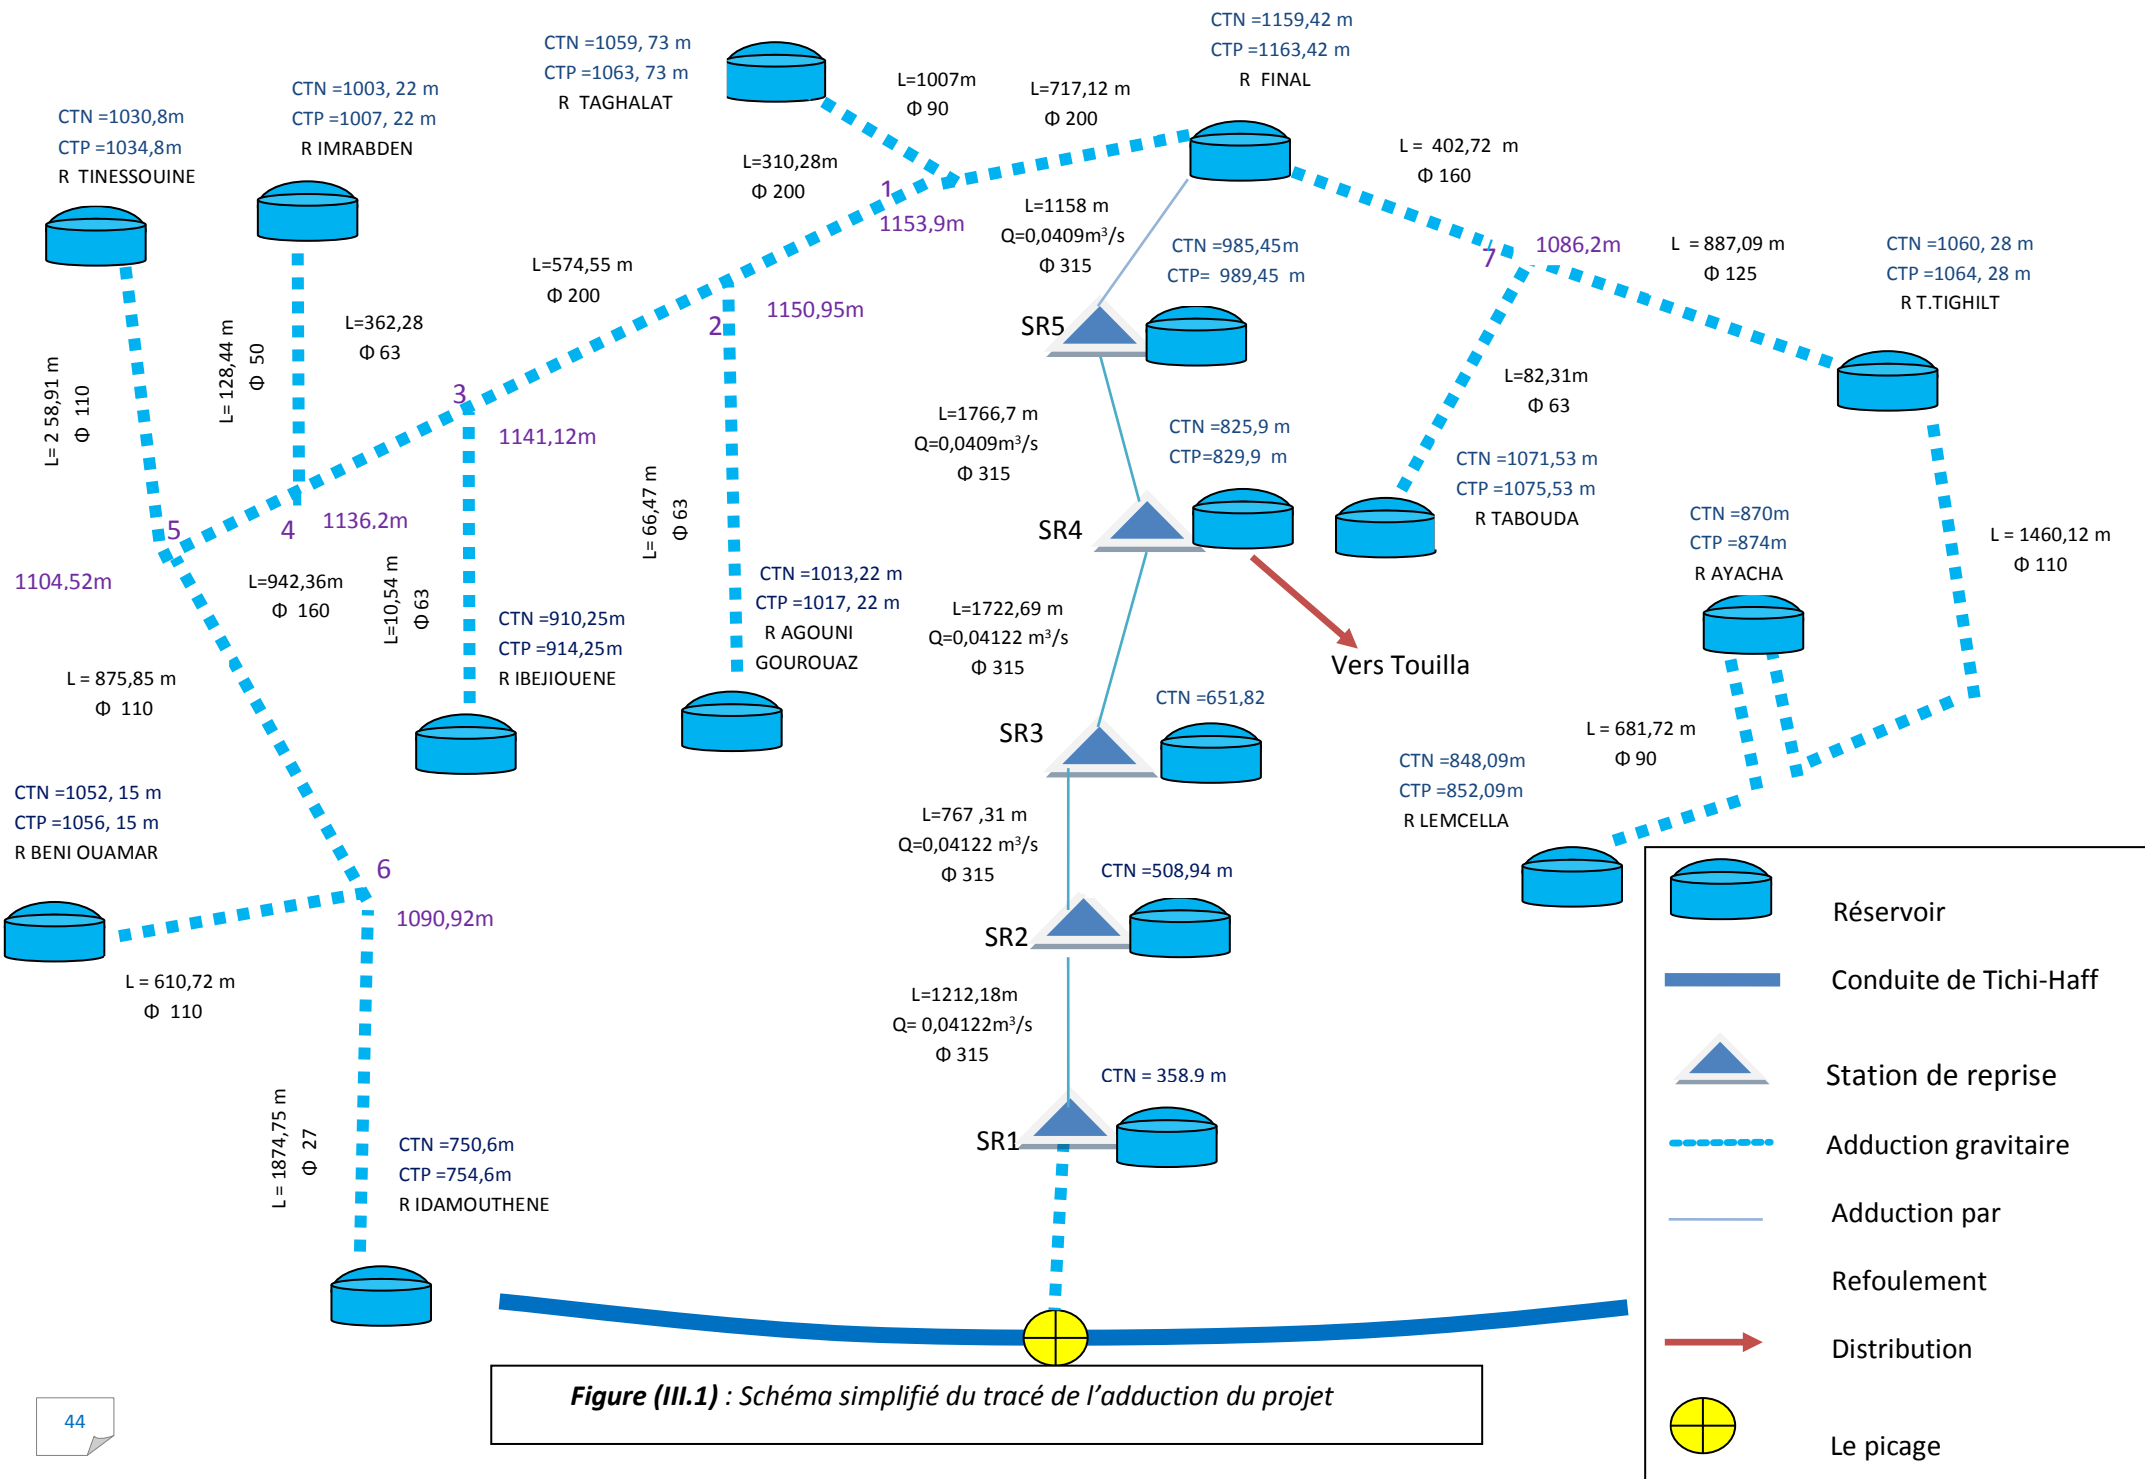 CTN =1159,42 m
CTP =1163,42 m
R FINAL
CTN =1059, 73 m
CTP =1063, 73 m
R TAGHALAT
L=1007m
Φ 90
L=717,12 m
Φ 200
CTN =1003, 22 m
CTP =1007, 22 m
R IMRABDEN
CTN =1030,8m
CTP =1034,8m
R TINESSOUINE
L=310,28m
Φ 200
1
1153,9m
L = 402,72 m
Φ 160
L=1158 m
Q=0,0409m³/s
Φ 315
CTN =985,45m
CTP= 989,45 m
7
1086,2m
L = 887,09 m
Φ 125
CTN =1060, 28 m
CTP =1064, 28 m
R T.TIGHILT
L=574,55 m
Φ 200
2
1150,95m
SR5
L=362,28
Φ 63
L= 128,44 m
Φ 50
L= 2 58,91 m
Φ 110
3
1141,12m
L=82,31m
Φ 63
L=1766,7 m
Q=0,0409m³/s
Φ 315
CTN =825,9 m
CTP=829,9 m
CTN =1071,53 m
CTP =1075,53 m
R TABOUDA
SR4
4
1136,2m
5
1104,52m
L= 66,47 m
Φ 63
CTN =870m
CTP =874m
R AYACHA
L = 1460,12 m
Φ 110
L=942,36m
Φ 160
L=10,54 m
Φ 63
CTN =910,25m
CTP =914,25m
R IBEJIOUENE
CTN =1013,22 m
CTP =1017, 22 m
R AGOUNI
GOUROUAZ
L=1722,69 m
Q=0,04122 m³/s
Φ 315
Vers Touilla
L = 875,85 m
Φ 110
CTN =651,82
SR3
L = 681,72 m
Φ 90
CTN =848,09m
CTP =852,09m
R LEMCELLA
CTN =1052, 15 m
CTP =1056, 15 m
R BENI OUAMAR
L=767 ,31 m
Q=0,04122 m³/s
Φ 315
6
1090,92m
CTN =508,94 m
SR2
L = 610,72 m
Φ 110
L=1212,18m
Q= 0,04122m³/s
Φ 315
CTN = 358.9 m
SR1
L= 1874,75 m
Φ 27
CTN =750,6m
CTP =754,6m
R IDAMOUTHENE
Réservoir
Conduite de Tichi-Haff
Station de reprise
Adduction gravitaire
Adduction par
Refoulement
Distribution
Le picage
Figure (III.1) : Schéma simplifié du tracé de l’adduction du projet
44